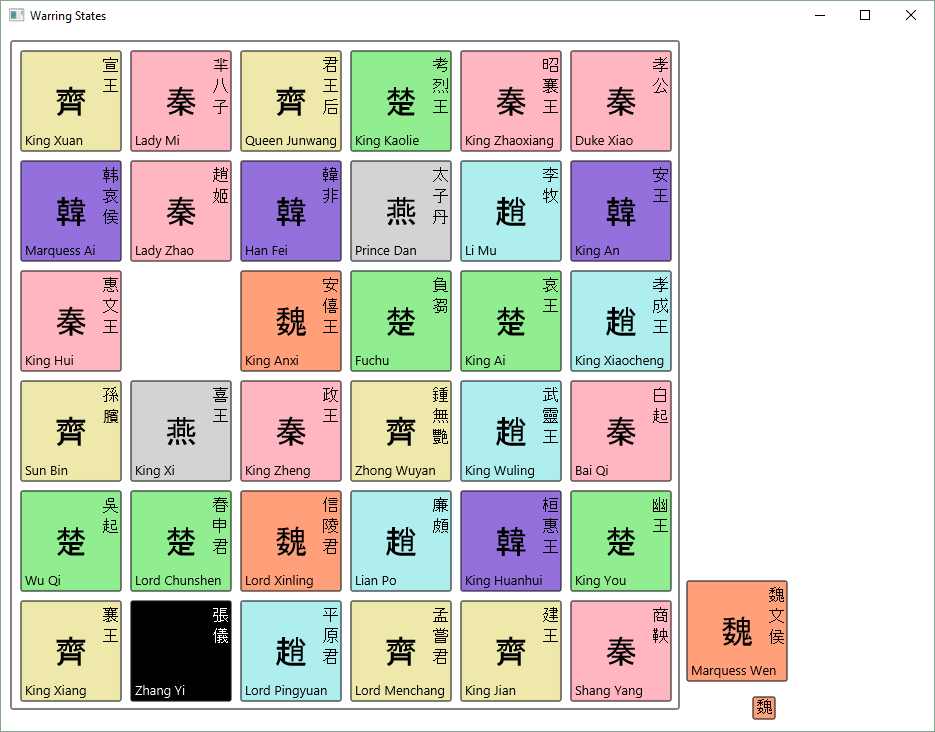 Warring States
宣王
齊
King Xuan
芈八子
秦
Lady Mi
君王后
齊
Queen Junwang
考烈王
楚
King Kaolie
昭襄王
秦
King Zhaoxiang
孝公
秦
Duke Xiao
韩哀侯
韓
Marquess Ai
趙姬
秦
Lady Zhao
韓非
韓
Han Fei
太子丹
燕
Prince Dan
李牧
趙
Li Mu
安王
韓
King An
惠文王
秦
King Hui
安僖王
魏
King Anxi
負芻
楚
Fuchu
哀王
楚
King Ai
孝成王
趙
King Xiaocheng
孫臏
齊
Sun Bin
喜王
燕
King Xi
政王
秦
King Zheng
鍾無艷
齊
Zhong Wuyan
武靈王
趙
King Wuling
白起
秦
Bai Qi
吳起
楚
Wu Qi
春申君
楚
Lord Chunshen
信陵君
魏
Lord Xinling
廉頗
趙
Lian Po
桓惠王
韓
King Huanhui
幽王
楚
King You
襄王
齊
King Xiang
張儀
Zhang Yi
平原君
趙
Lord Pingyuan
孟嘗君
齊
Lord Menchang
建王
齊
King Jian
商鞅
秦
Shang Yang
魏文侯
魏
Marquess Wen
魏